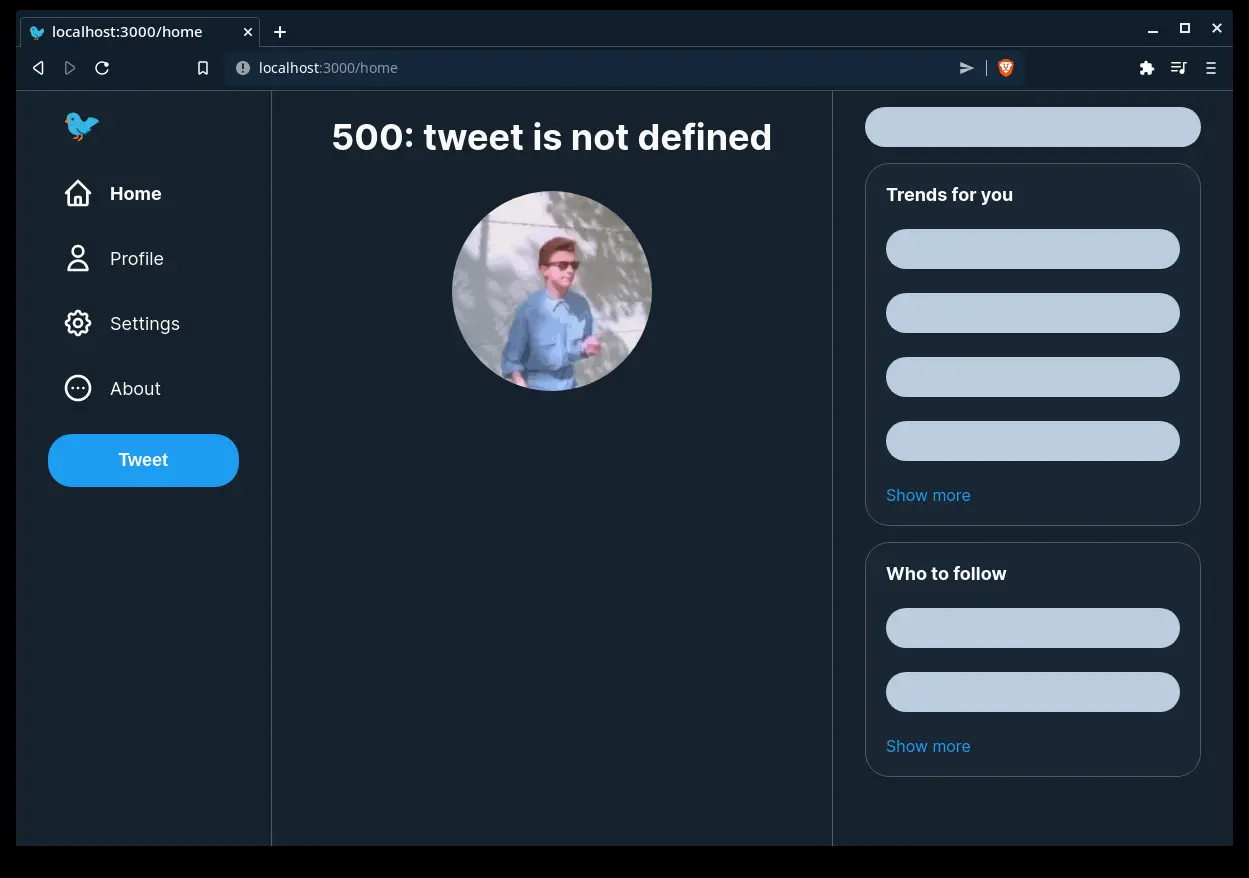 localhost:3000/home
localhost:3000/home
Home
Profile
Settings
About
Tweet
500: tweet is not defined
Trends for you
Show more
Who to follow
Show more